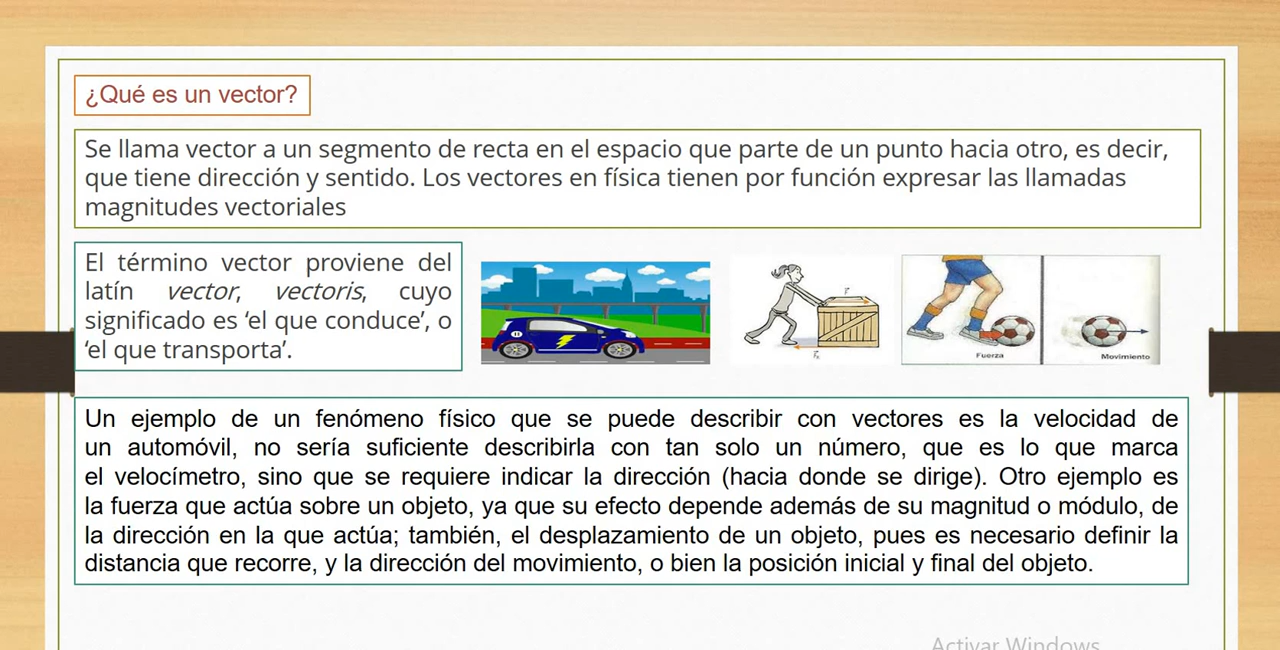 ¿Qué es un vector?
Se llama vector a un segmento de recta en el espacio que parte de un punto hacia otro, es decir,
que tiene dirección y sentido. Los vectores en física tienen por función expresar las llamadas
magnitudes vectoriales
El término vector proviene del
latín vector, vectoris, cuyo
significado es ‘el que conduce’, o
‘el que transporta’.
Fuerza
Movimiento
Un ejemplo de un fenómeno físico que se puede describir con vectores es la velocidad de
un automóvil, no sería suficiente describirla con tan solo un número, que es lo que marca
el velocímetro, sino que se requiere indicar la dirección (hacia donde se dirige). Otro ejemplo es
la fuerza que actúa sobre un objeto, ya que su efecto depende además de su magnitud o módulo, de
la dirección en la que actúa; también, el desplazamiento de un objeto, pues es necesario definir la
distancia que recorre, y la dirección del movimiento, o bien la posición inicial y final del objeto.
Activar Windows